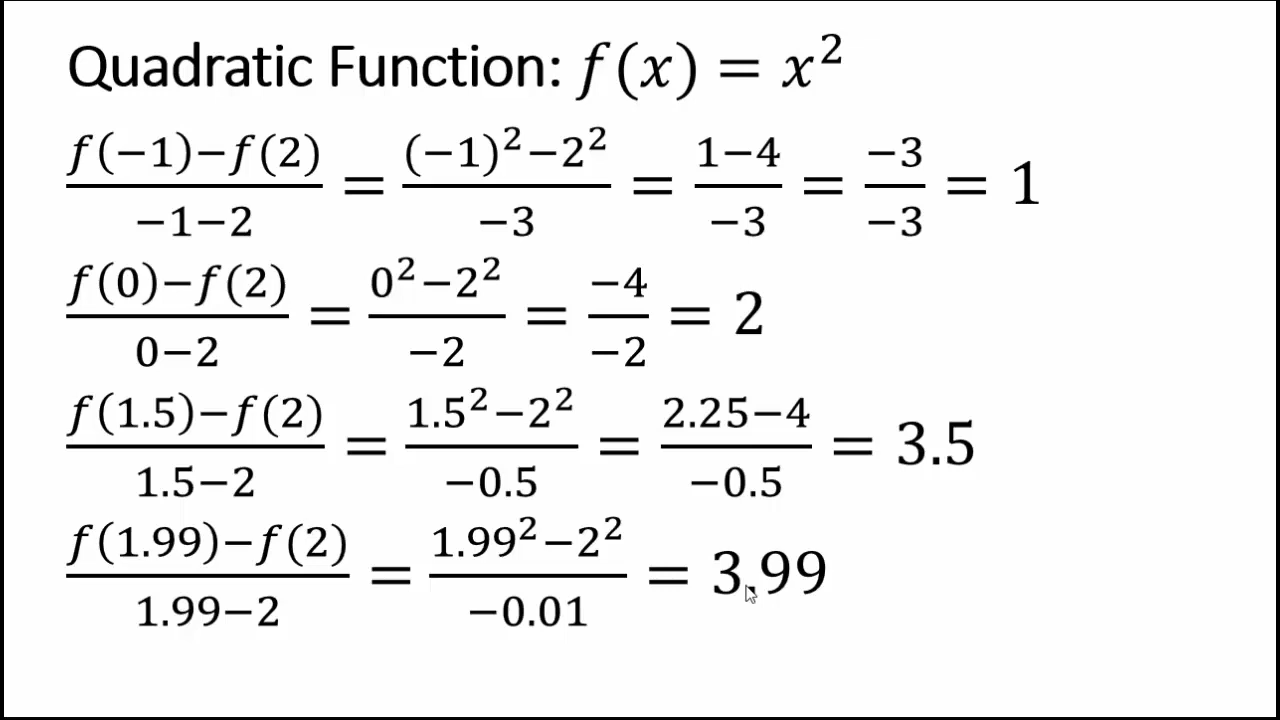 Quadratic Function: f(x) = x²
f(−1)−f(2)/−1−2 = (−1)²−2²/−3 = 1−4/−3 = −3/−3 = 1
f(0)−f(2)/0−2 = 0²−2²/−2 = −4/−2 = 2
f(1.5)−f(2)/1.5−2 = 1.5²−2²/−0.5 = 2.25−4/−0.5 = 3.5
f(1.99)−f(2)/1.99−2 = 1.99²−2²/−0.01 = 3.99